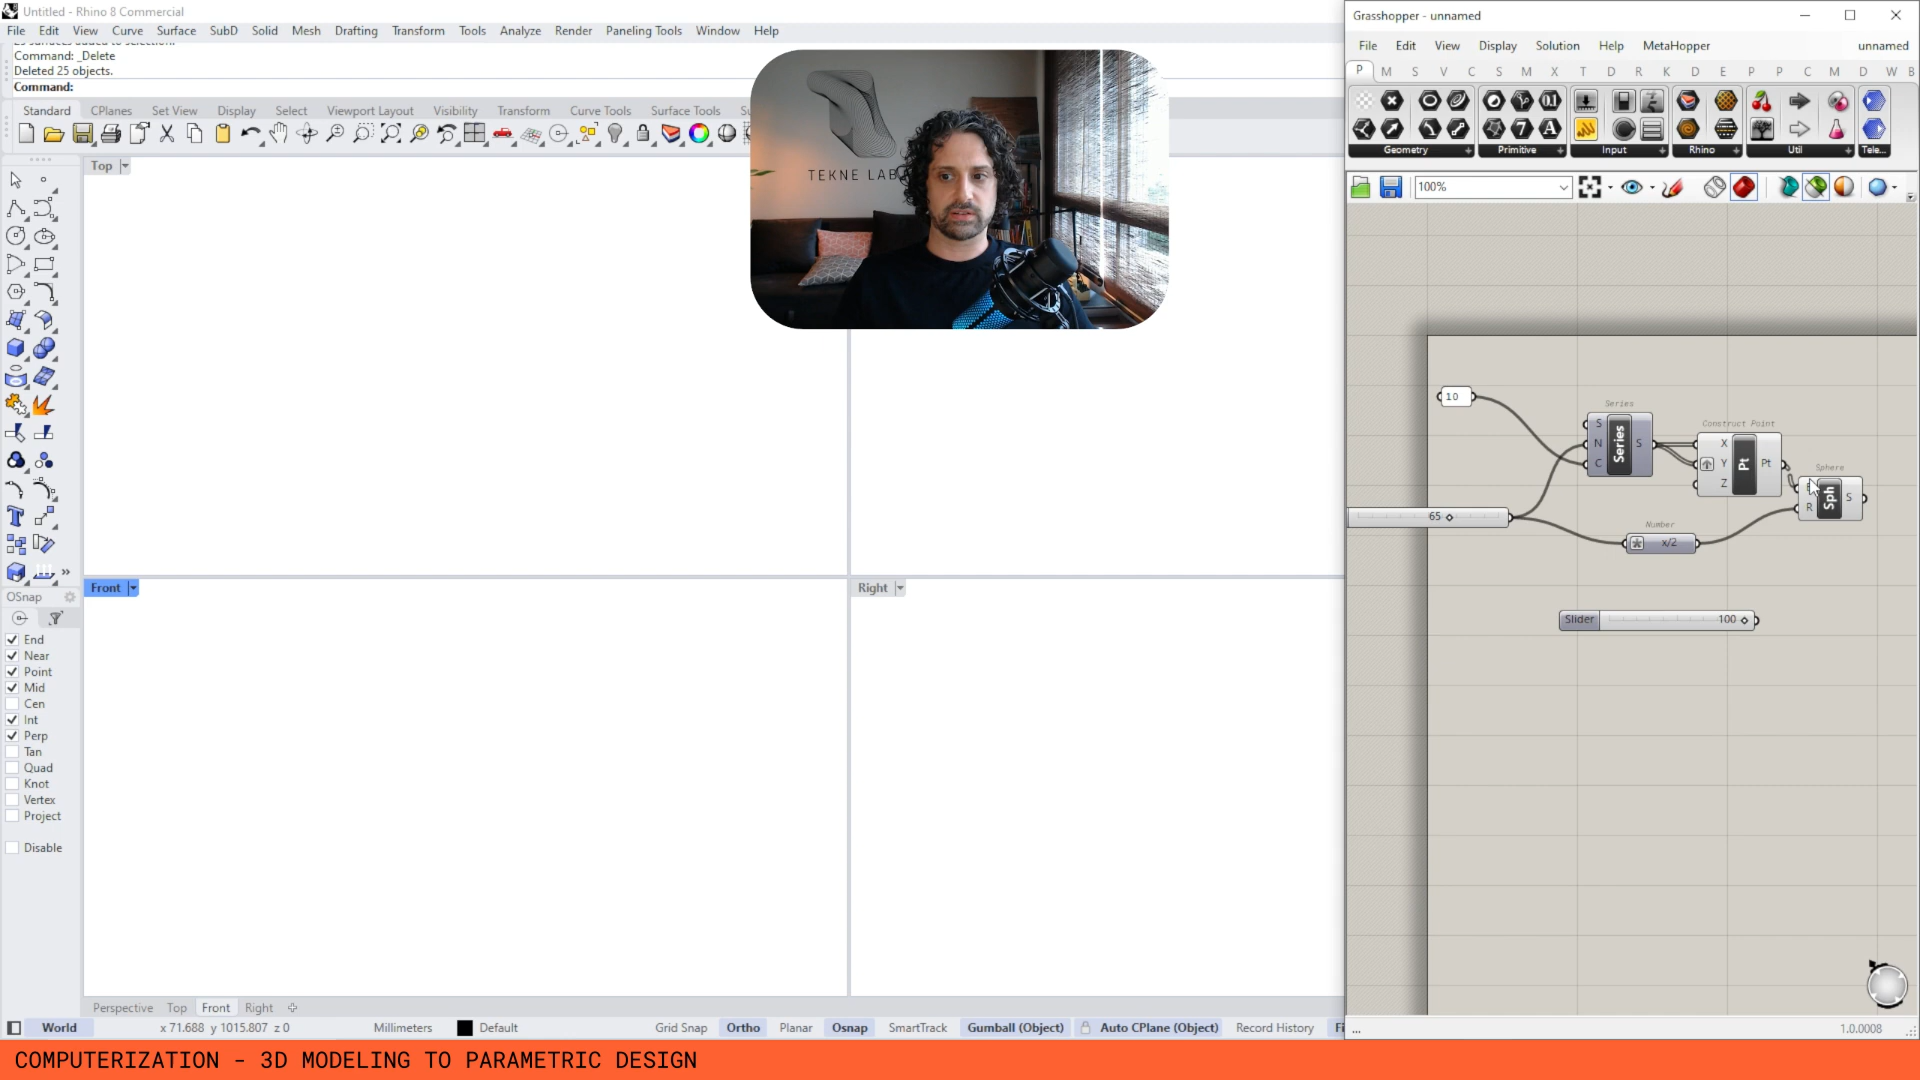 Untitled - Rhino 8 Commercial
File Edit View Curve Surface SubD Solid Mesh Drafting Transform Tools Analyze Render Paneling Tools Window Help
Command: _Delete
Deleted 25 objects.
Command:
Standard CPlanes Set View Display Select Viewport Layout Visibility Transform Curve Tools Surface Tools
Top
TEKNE LAB
Front
Right
OSnap
End
Near
Point
Mid
Cen
Int
Perp
Tan
Quad
Knot
Vertex
Project
Disable
Perspective Top Front Right
World x 71.688 y 1015.807 z 0 Millimeters Default Grid Snap Ortho Planar Osnap SmartTrack Gumball (Object) Auto CPlane (Object) Record History Fi
Grasshopper - unnamed
File Edit View Display Solution Help MetaHopper unnamed
P M S V C S M X T D R K D E P P C M D W B
Geometry Primitive Input Rhino Util Tele...
100%
10
Series
S N C Series S
Construct Point
X Y Z Pt Pt
Sphere
R Sph S
65
Number
x/2
Slider 100
... 1.0.0008
COMPUTERIZATION - 3D MODELING TO PARAMETRIC DESIGN